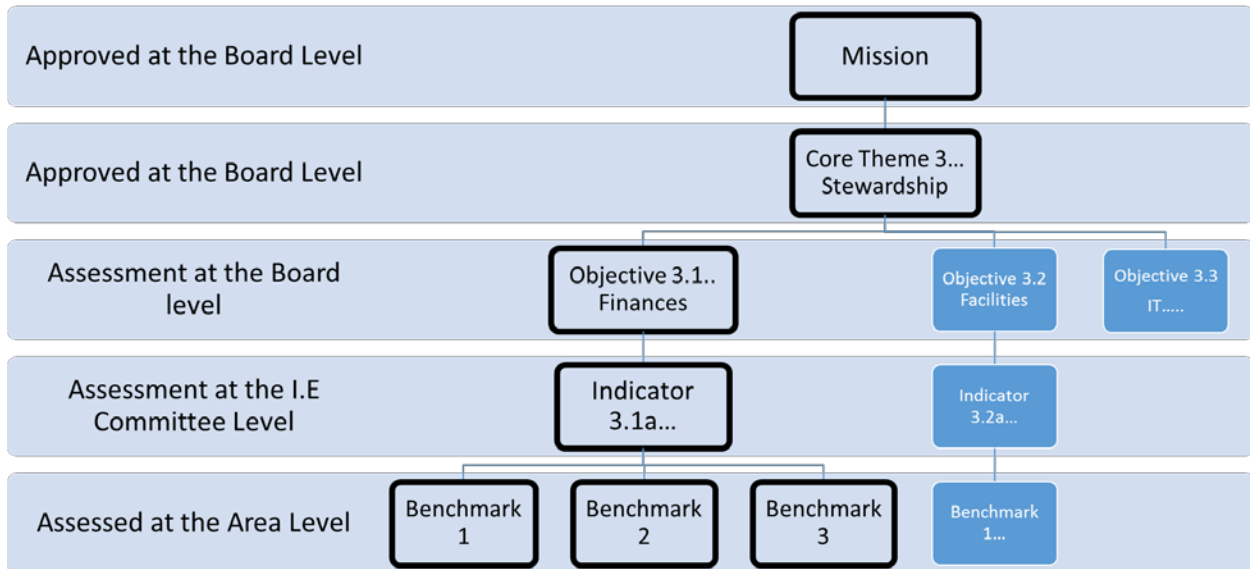 Approved at the Board Level
Mission
Approved at the Board Level
Core Theme 3...
Stewardship
Assessment at the Board
level
Objective 3.1..
Finances
Objective 3.2
Facilities
Objective 3.3
IT.....
Assessment at the I.E
Committee Level
Indicator
3.1a...
Indicator
3.2a...
Assessed at the Area Level
Benchmark
1
Benchmark
2
Benchmark
3
Benchmark
1...